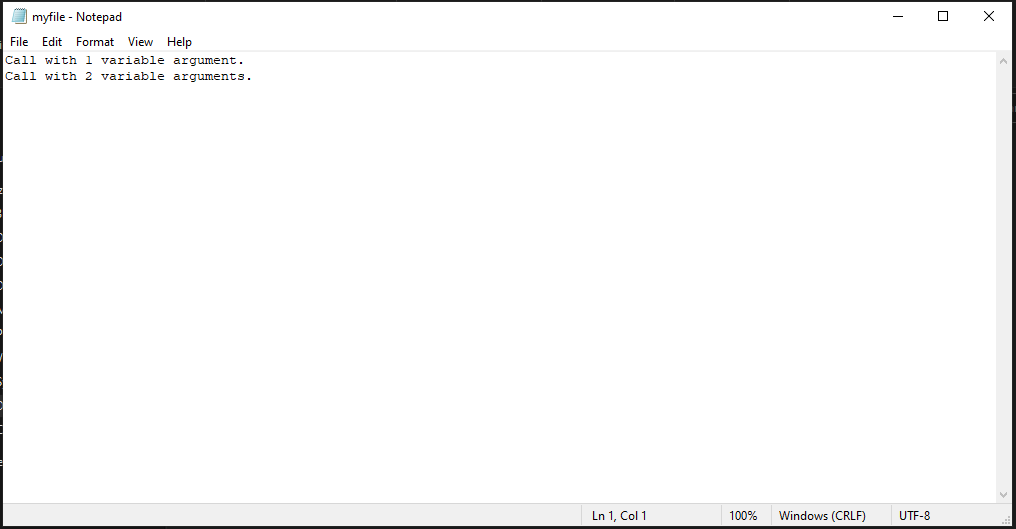 myfile - Notepad
File Edit Format View Help
Call with 1 variable argument.
Call with 2 variable arguments.
Ln 1, Col 1 100% Windows (CRLF) UTF-8